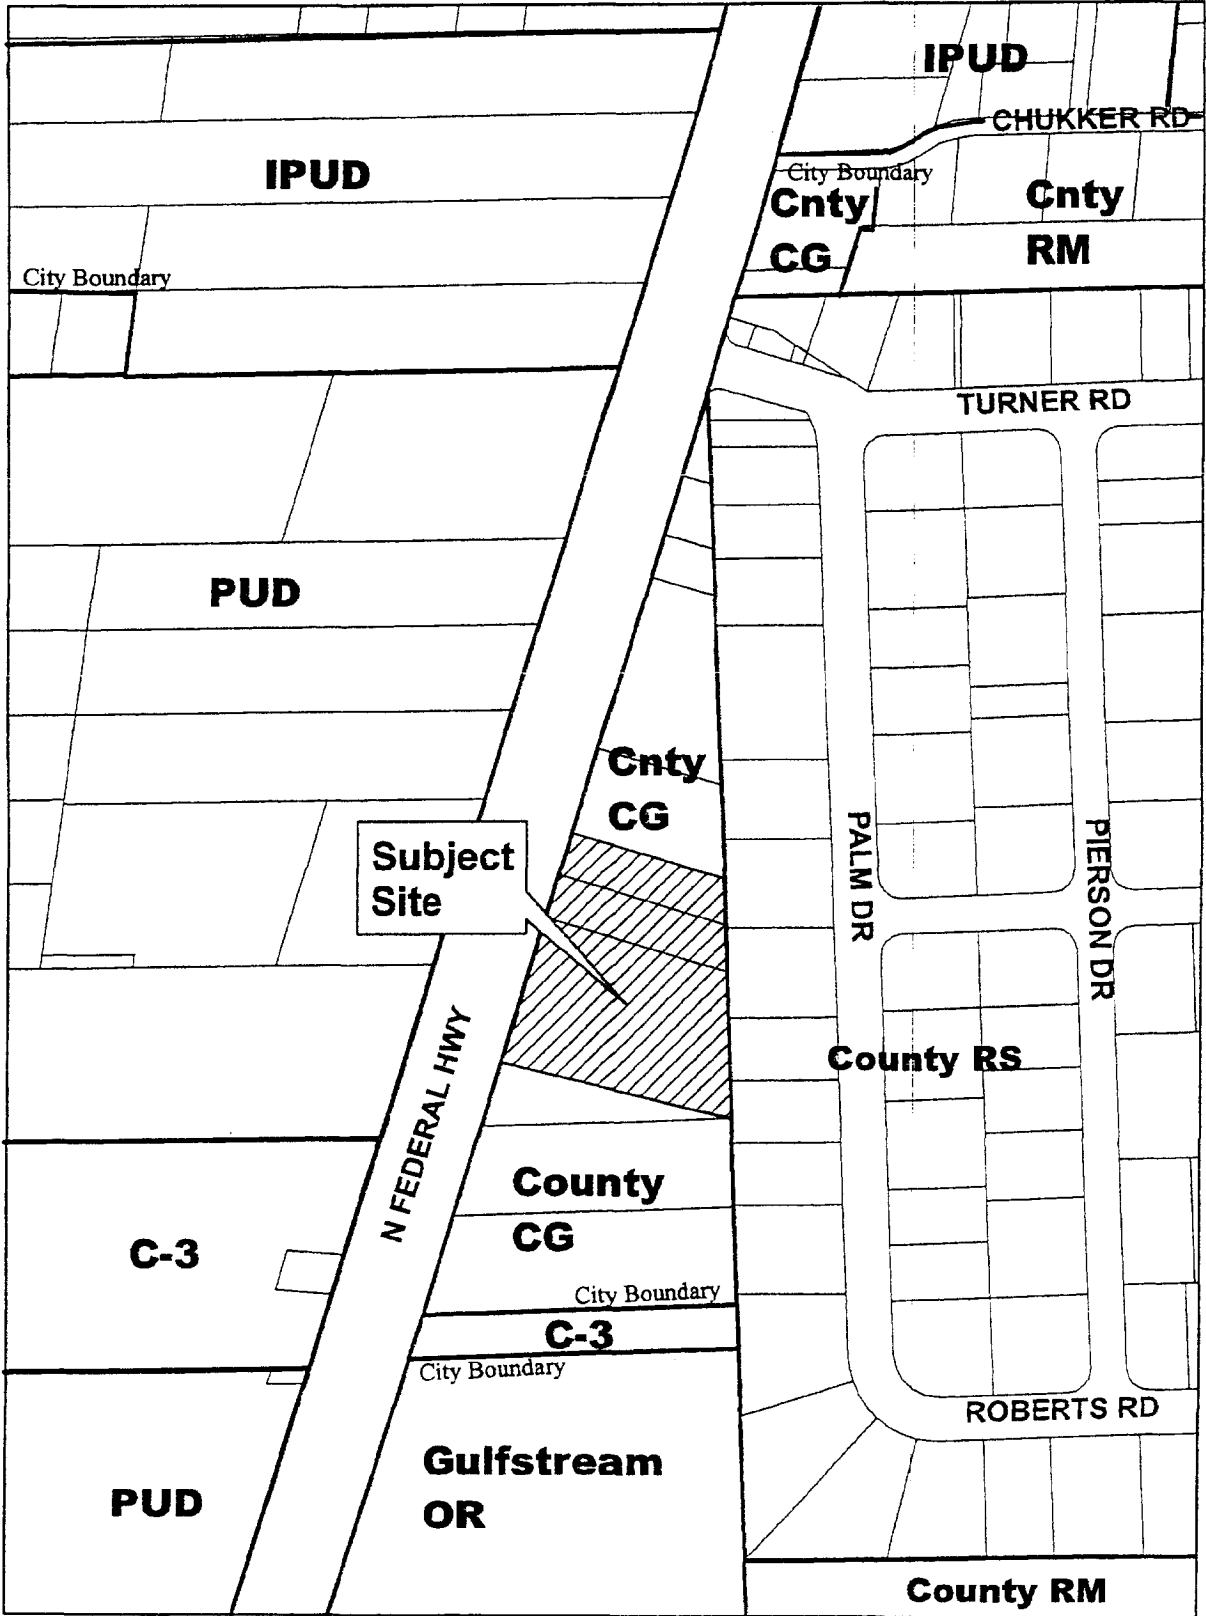 IPUD
CHUKKER RD
IPUD
City Boundary
Cnty
CG
Cnty
RM
City Boundary
TURNER RD
PUD
Cnty
CG
Subject
Site
PALM DR
PIERSON DR
N FEDERAL HWY
County RS
County
CG
C-3
City Boundary
C-3
City Boundary
ROBERTS RD
Gulfstream
OR
PUD
County RM